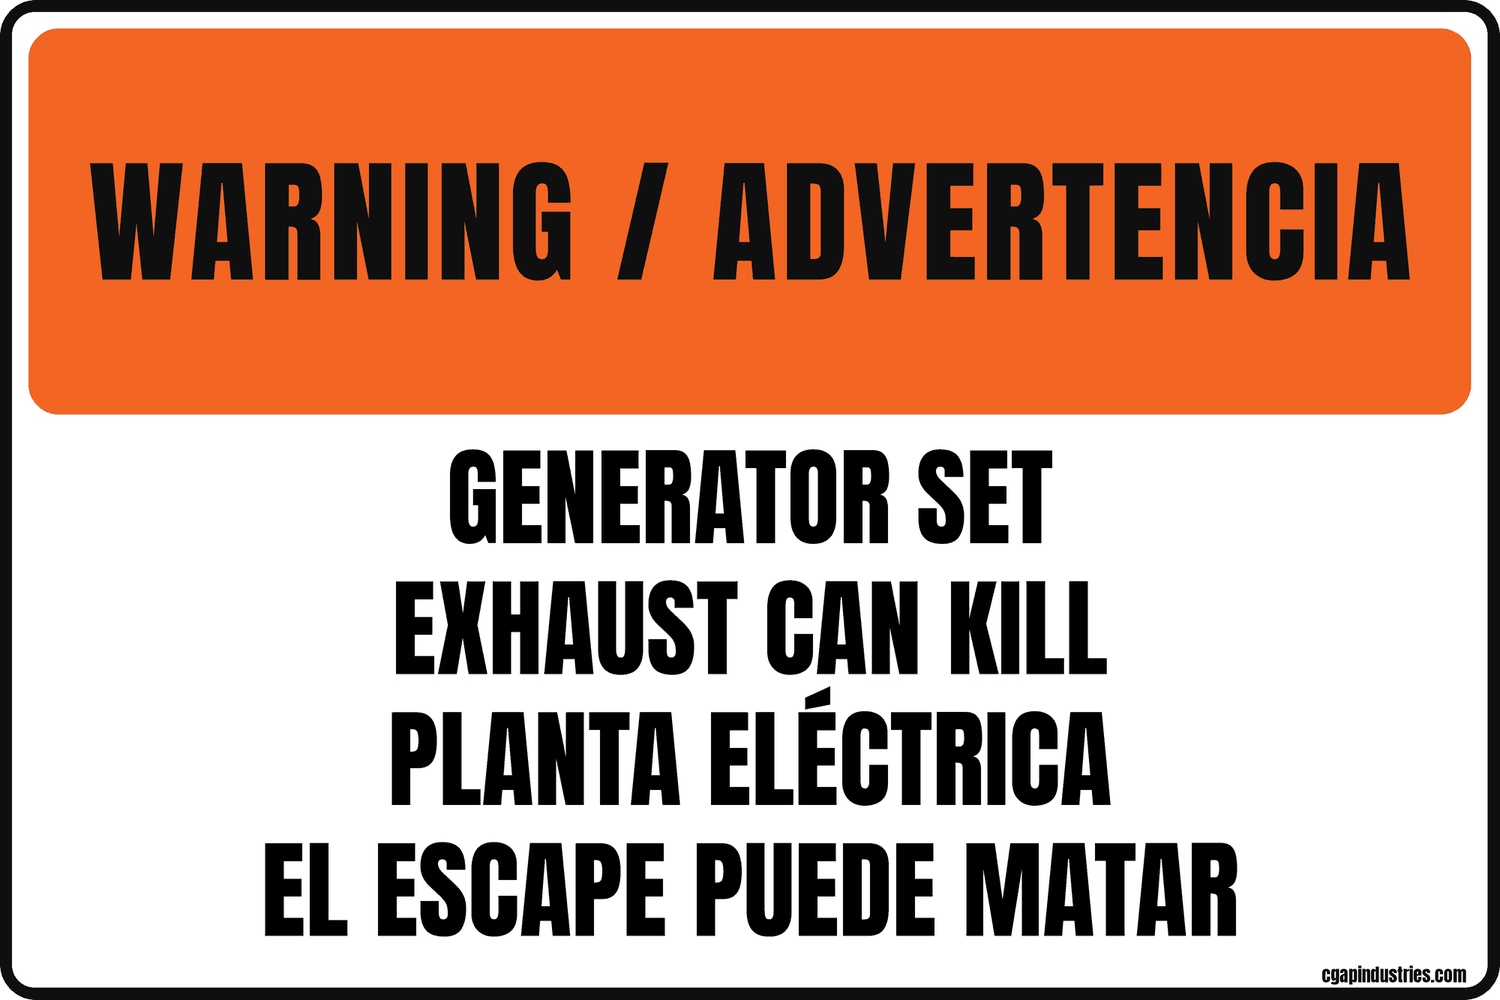 WARNING / ADVERTENCIA
GENERATOR SET
EXHAUST CAN KILL
PLANTA ELÉCTRICA
EL ESCAPE PUEDE MATAR
cgapindustries.com